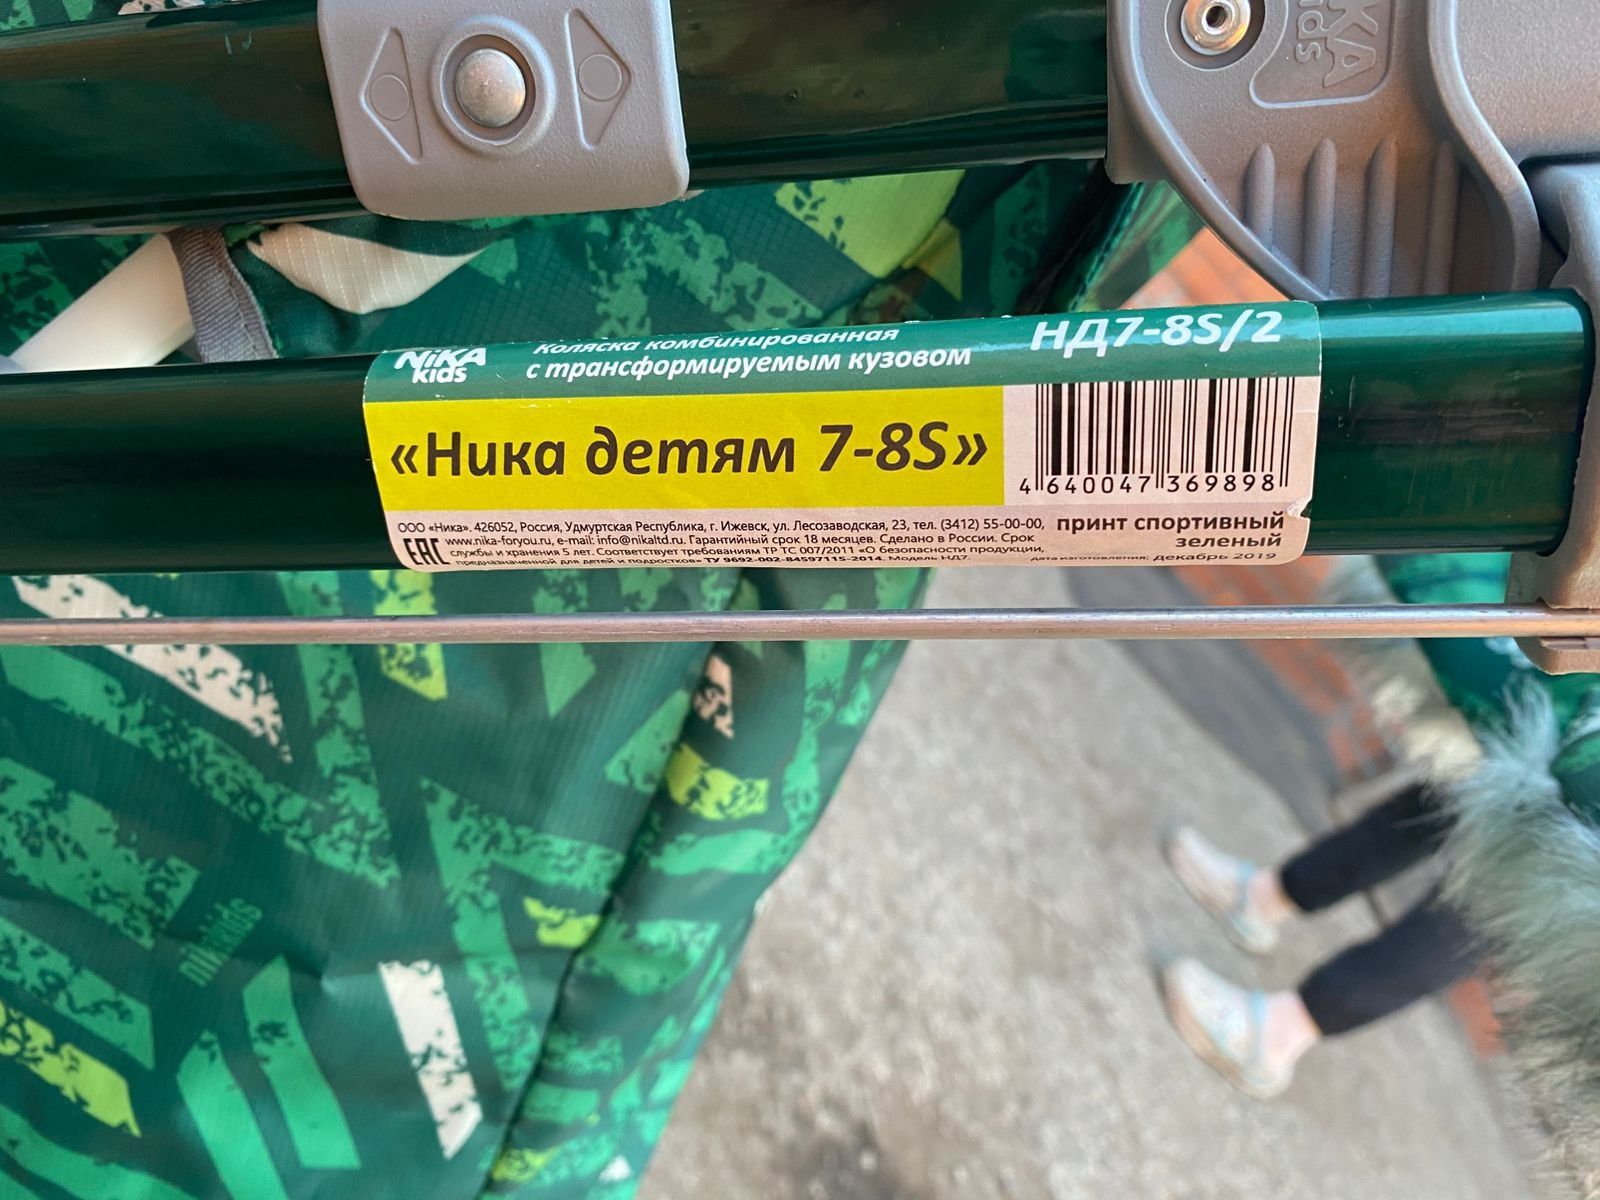 NIKA
kids
NiKA
kids
Коляска комбинированная
с трансформируемым кузовом
НД7-8S/2
«Ника детям 7-8S»
4 640047 369898
ООО «Ника». 426052, Россия, Удмуртская Республика, г. Ижевск, ул. Лесозаводская, 23, тел. (3412) 55-00-00,
www.nika-foryou.ru, e-mail: info@nikaltd.ru. Гарантийный срок 18 месяцев. Сделано в России. Срок
службы и хранения 5 лет. Соответствует требованиям ТР ТС 007/2011 «О безопасности продукции,
предназначенной для детей и подростков» ТУ 9692-002-84597115-2014. Модель НД7.
EAC
принт спортивный
зеленый
дата изготовления: декабрь 2019
nikakids